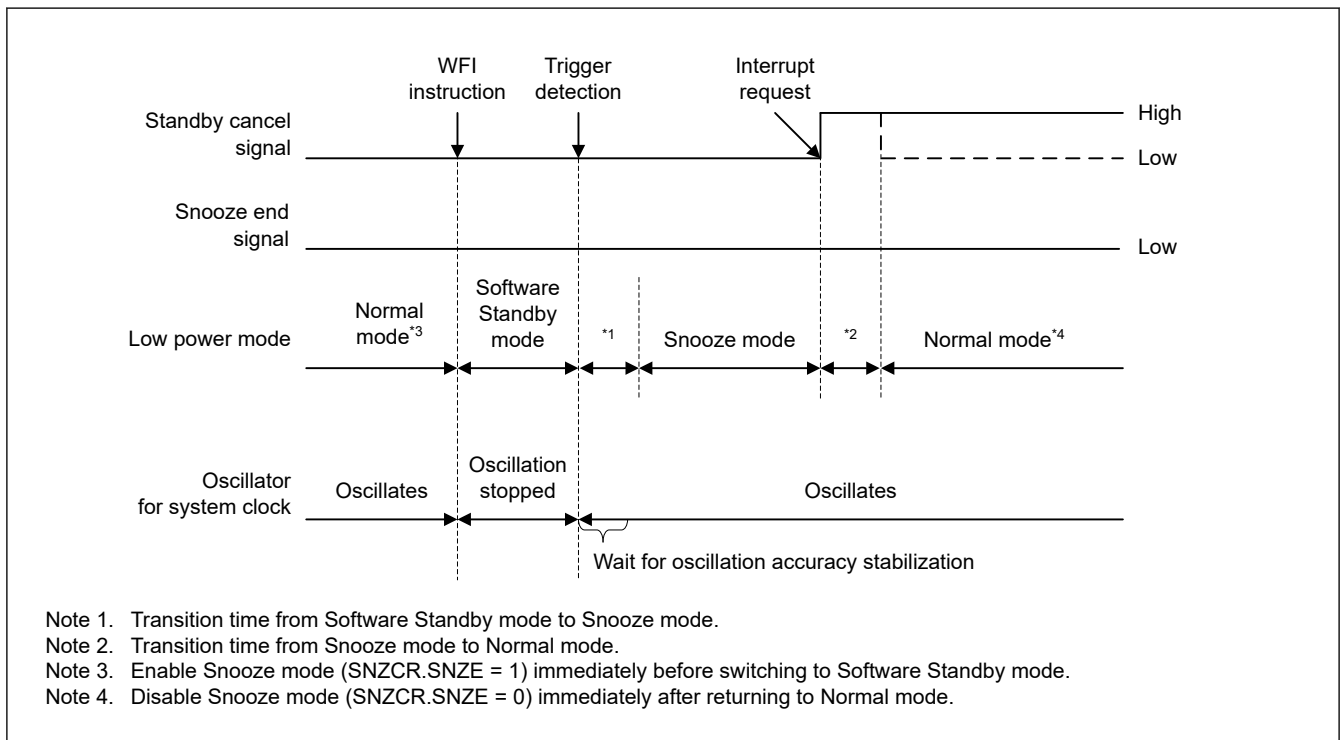 WFI
instruction
Trigger
detection
Interrupt
request
Standby cancel
signal
High
Low
Snooze end
signal
Low
Low power mode
Normal
mode*3
Software
Standby
mode
*1
Snooze mode
*2
Normal mode*4
Oscillator
for system clock
Oscillates
Oscillation
stopped
Oscillates
Wait for oscillation accuracy stabilization
Note 1. Transition time from Software Standby mode to Snooze mode.
Note 2. Transition time from Snooze mode to Normal mode.
Note 3. Enable Snooze mode (SNZCR.SNZE = 1) immediately before switching to Software Standby mode.
Note 4. Disable Snooze mode (SNZCR.SNZE = 0) immediately after returning to Normal mode.